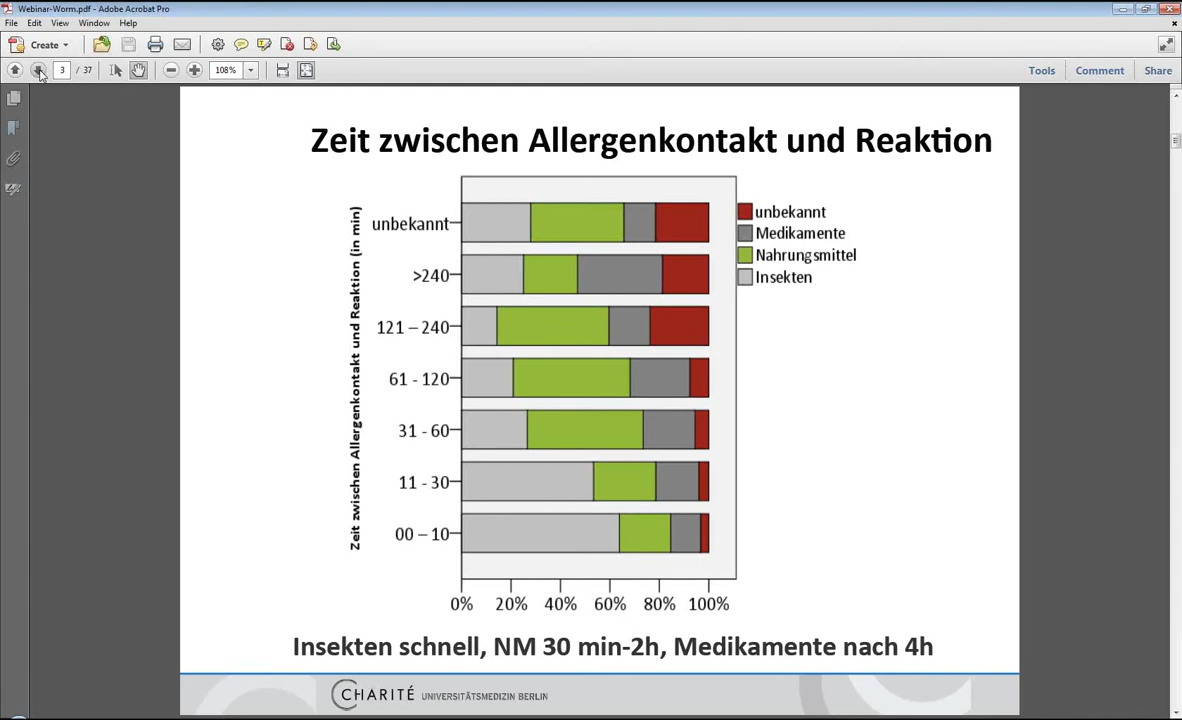 Webinar-Worm.pdf - Adobe Acrobat Pro
File Edit View Window Help
Create
3 / 37 108% Tools Comment Share
Zeit zwischen Allergenkontakt und Reaktion
Zeit zwischen Allergenkontakt und Reaktion (in min)
unbekannt
>240
121 – 240
61 - 120
31 - 60
11 - 30
00 – 10
0% 20% 40% 60% 80% 100%
unbekannt
Medikamente
Nahrungsmittel
Insekten
Insekten schnell, NM 30 min-2h, Medikamente nach 4h
CHARITÉ UNIVERSITÄTSMEDIZIN BERLIN